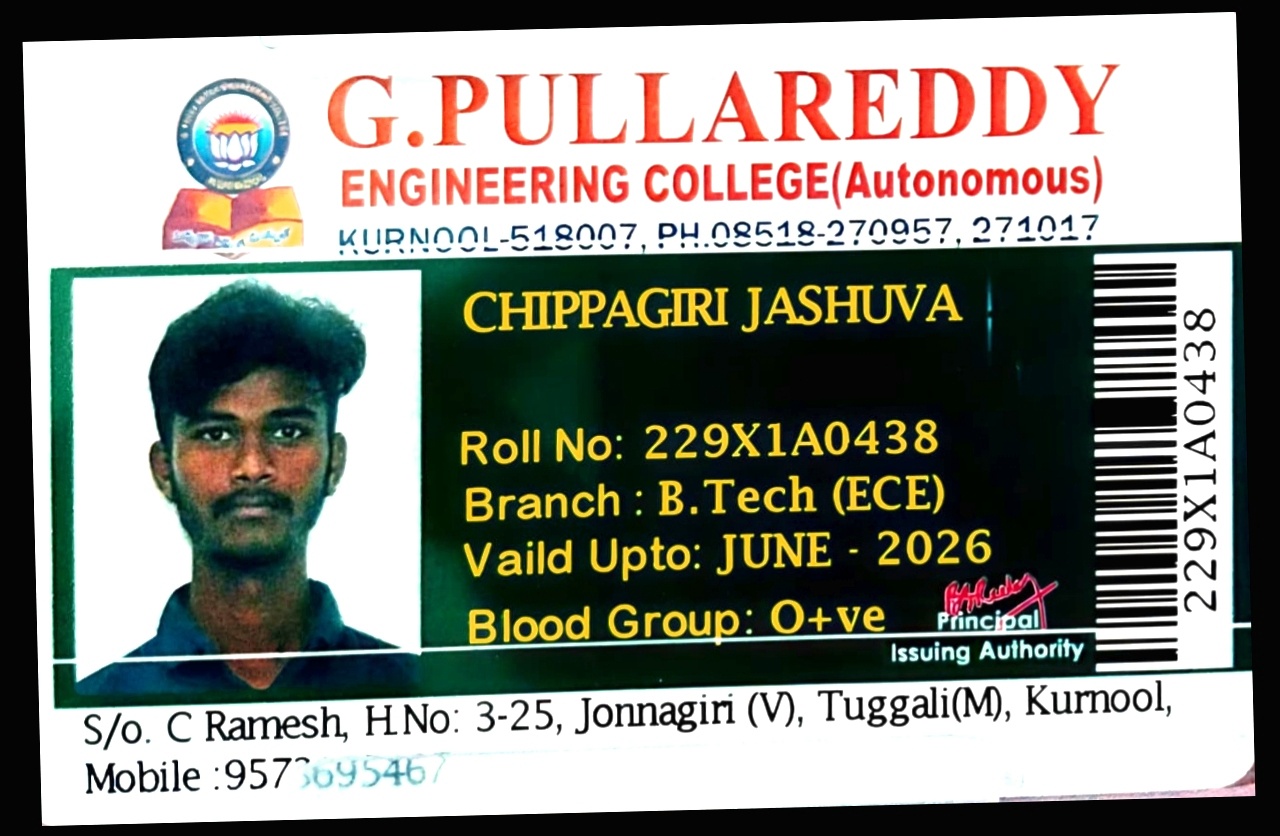 G.PULLAREDDY
ENGINEERING COLLEGE(Autonomous)
KURNOOL-518007, PH.08518-270957, 271017
CHIPPAGIRI JASHUVA
Roll No: 229X1A0438
Branch : B.Tech (ECE)
Vaild Upto: JUNE - 2026
Blood Group: O+ve
Principal
Issuing Authority
229X1A0438
S/o. C Ramesh, H.No: 3-25, Jonnagiri (V), Tuggali(M), Kurnool,
Mobile :9573695467